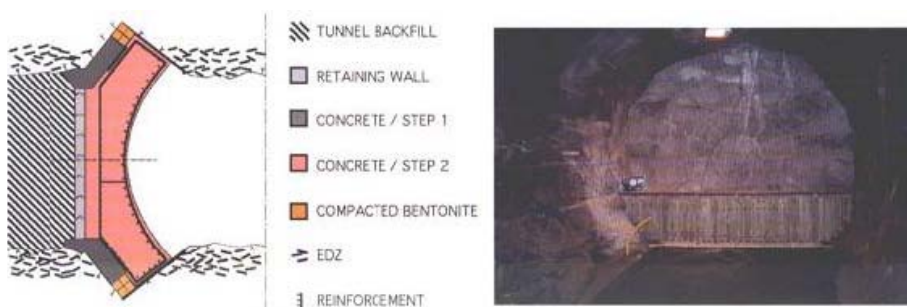 TUNNEL BACKFILL
RETAINING WALL
CONCRETE / STEP 1
CONCRETE / STEP 2
COMPACTED BENTONITE
EDZ
REINFORCEMENT